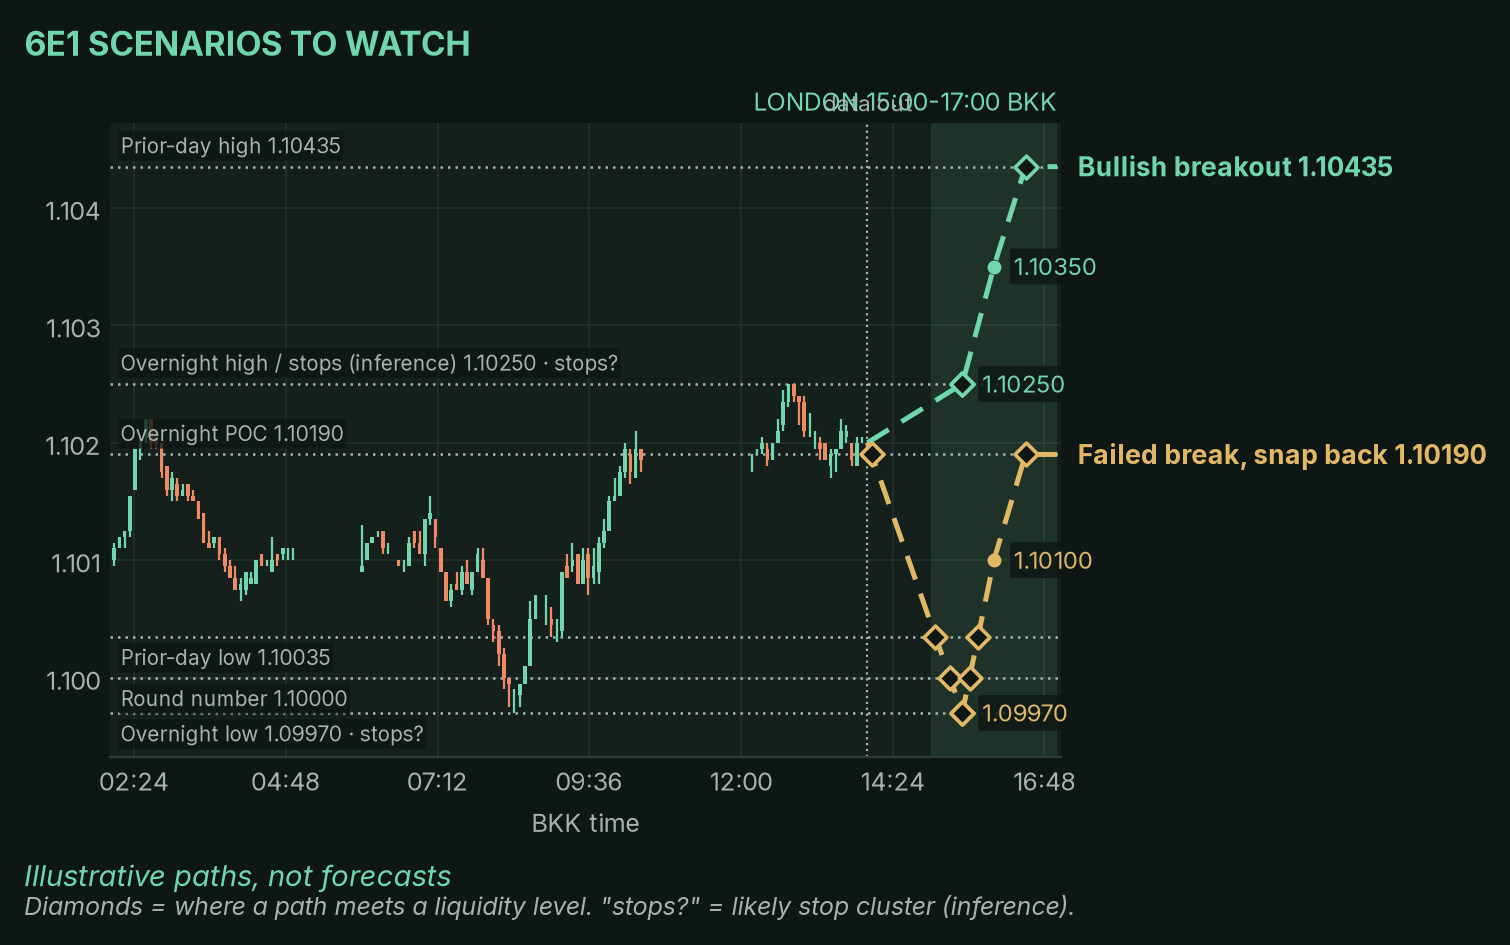 6E1 SCENARIOS TO WATCH
LONDON 15:00-17:00 BKK
data out
Prior-day high 1.10435
Bullish breakout 1.10435
1.104
1.10350
1.103
Overnight high / stops (inference) 1.10250 · stops?
1.10250
Overnight POC 1.10190
1.102
Failed break, snap back 1.10190
1.101
1.10100
Prior-day low 1.10035
1.100
Round number 1.10000
1.09970
Overnight low 1.09970 · stops?
02:24 04:48 07:12 09:36 12:00 14:24 16:48
BKK time
Illustrative paths, not forecasts
Diamonds = where a path meets a liquidity level. "stops?" = likely stop cluster (inference).